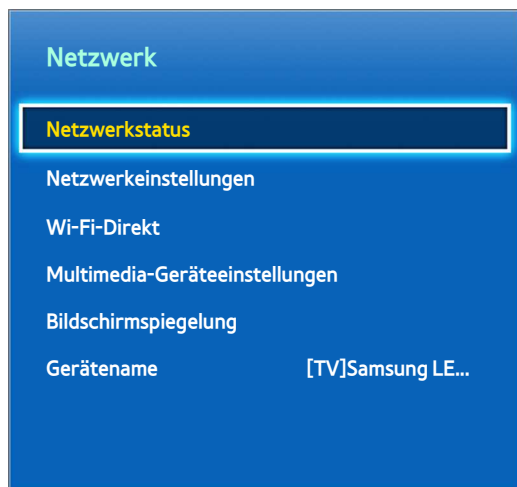 Netzwerk
Netzwerkstatus
Netzwerkeinstellungen
Wi-Fi-Direkt
Multimedia-Geräteeinstellungen
Bildschirmspiegelung
Gerätename [TV]Samsung LE...